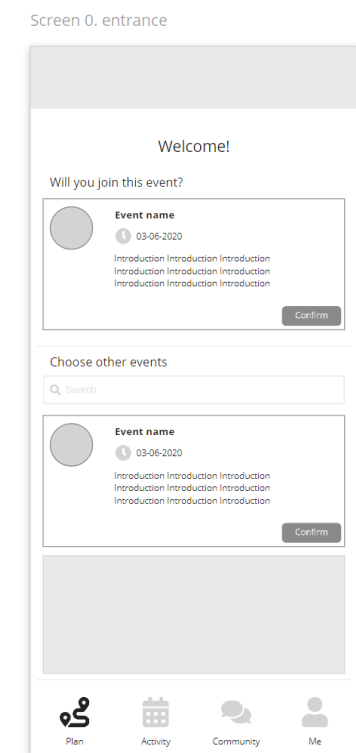 Screen 0. entrance
Welcome!
Will you join this event?
Event name
03-06-2020
Introduction Introduction Introduction
Introduction Introduction Introduction
Introduction Introduction Introduction
Confirm
Choose other events
Search
Event name
03-06-2020
Introduction Introduction Introduction
Introduction Introduction Introduction
Introduction Introduction Introduction
Confirm
Plan Activity Community Me